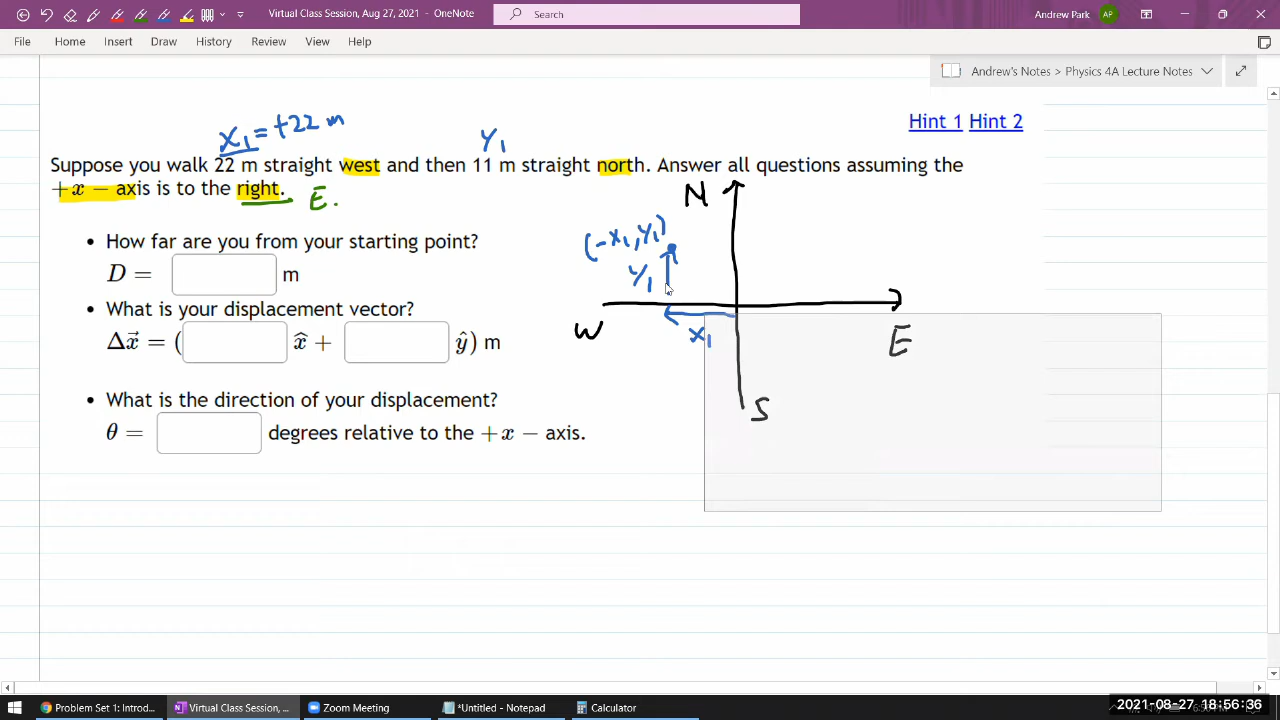 Virtual Class Session, Aug 27, 2021 - OneNote
Search
Andrew Park
AP
File Home Insert Draw History Review View Help
Andrew's Notes > Physics 4A Lecture Notes
Hint 1 Hint 2
x₁ = +22 m
y₁
Suppose you walk 22 m straight west and then 11 m straight north. Answer all questions assuming the
+x − axis is to the right.
E.
N
• How far are you from your starting point?
(-x₁, y₁)
D = m
y₁
• What is your displacement vector?
W
x₁
E
Δx⃗ = ( x̂ + ŷ) m
• What is the direction of your displacement?
S
θ = degrees relative to the +x − axis.
Problem Set 1: Introd...
Virtual Class Session,...
Zoom Meeting
*Untitled - Notepad
Calculator
2021-08-27 18:56:36